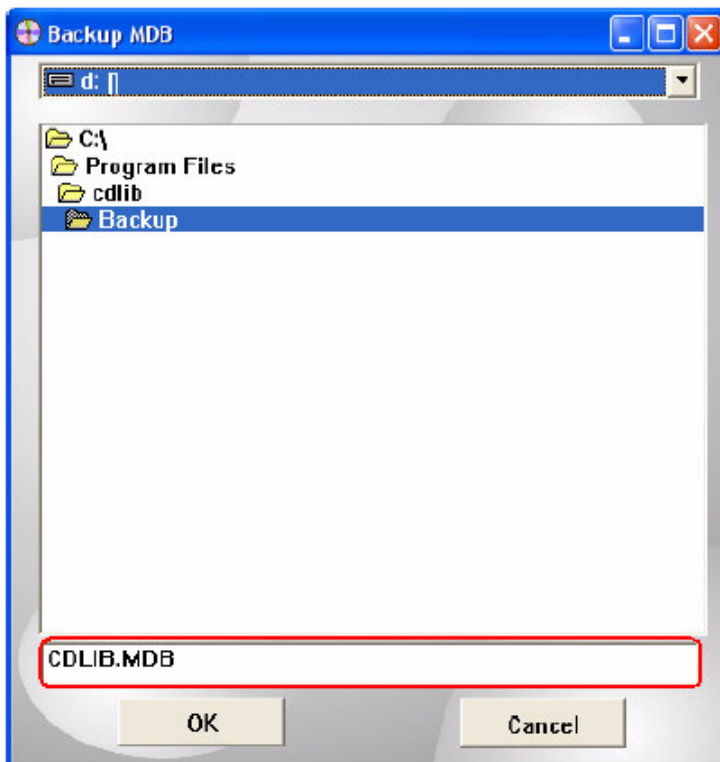 Backup MDB
d: []
C:\
Program Files
cdlib
Backup
CDLIB.MDB
OK
Cancel